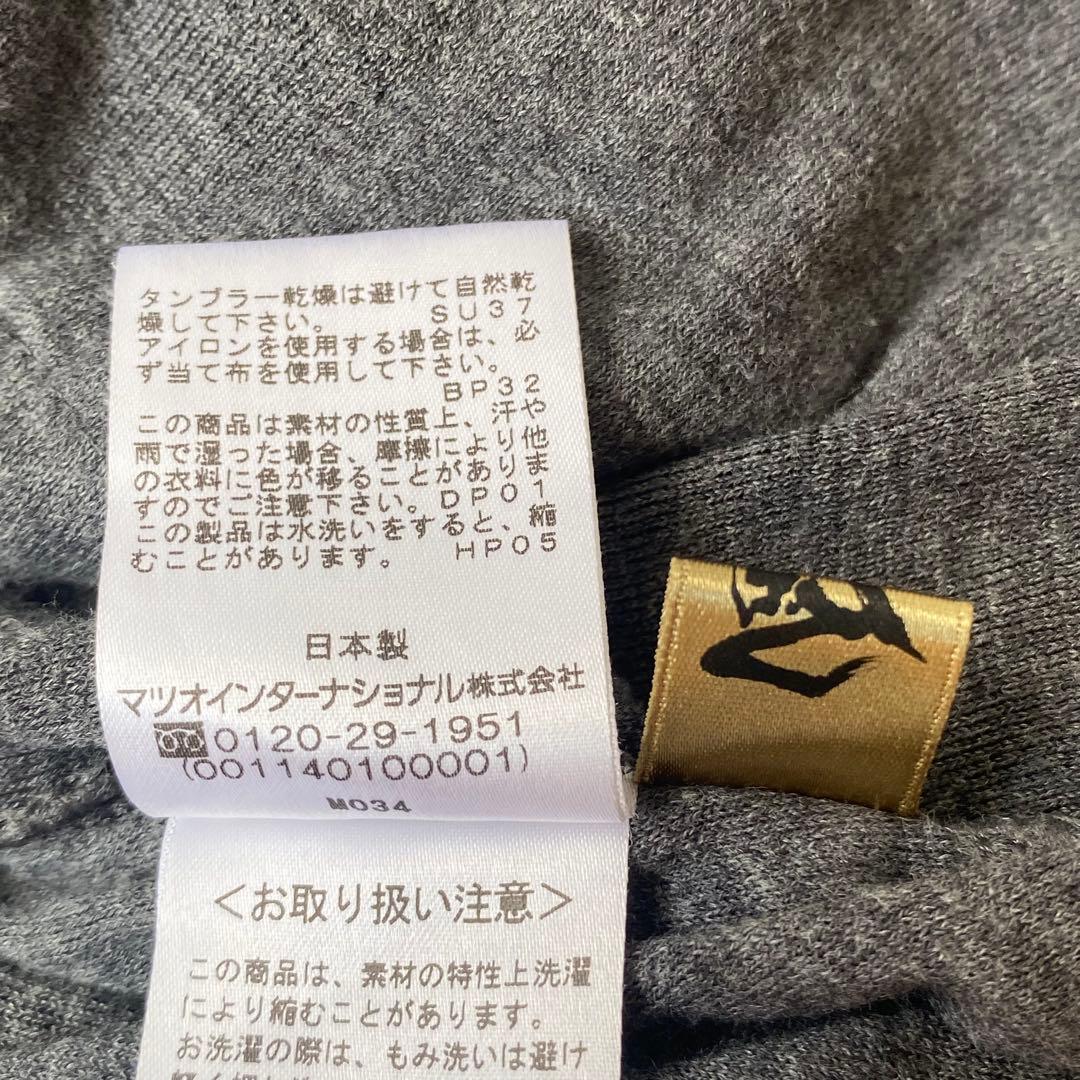 タンブラー乾燥は避けて自然乾
燥して下さい。 SU37
アイロンを使用する場合は、必
ず当て布を使用して下さい。
BP32
この商品は素材の性質上、汗や
雨で湿った場合、摩擦により他
の衣料に色が移ることがありま
すのでご注意下さい。DP01
この製品は水洗いをすると、縮
むことがあります。 HP05
日本製
マツオインターナショナル株式会社
0120-29-1951
(001140100001)
M034
<お取り扱い注意>
この商品は、素材の特性上洗濯
により縮むことがあります。
お洗濯の際は、もみ洗いは避け